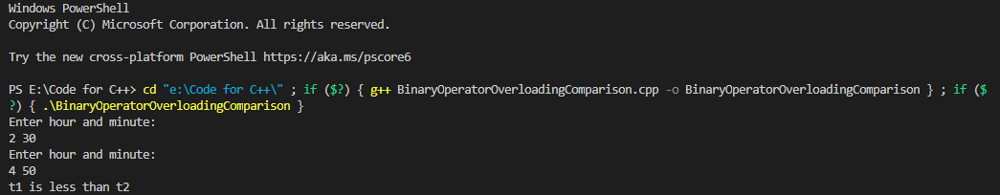 Windows PowerShell
Copyright (C) Microsoft Corporation. All rights reserved.
Try the new cross-platform PowerShell https://aka.ms/pscore6
PS E:\Code for C++> cd "e:\Code for C++\" ; if ($?) { g++ BinaryOperatorOverloadingComparison.cpp -o BinaryOperatorOverloadingComparison } ; if ($
?) { .\BinaryOperatorOverloadingComparison }
Enter hour and minute:
2 30
Enter hour and minute:
4 50
t1 is less than t2